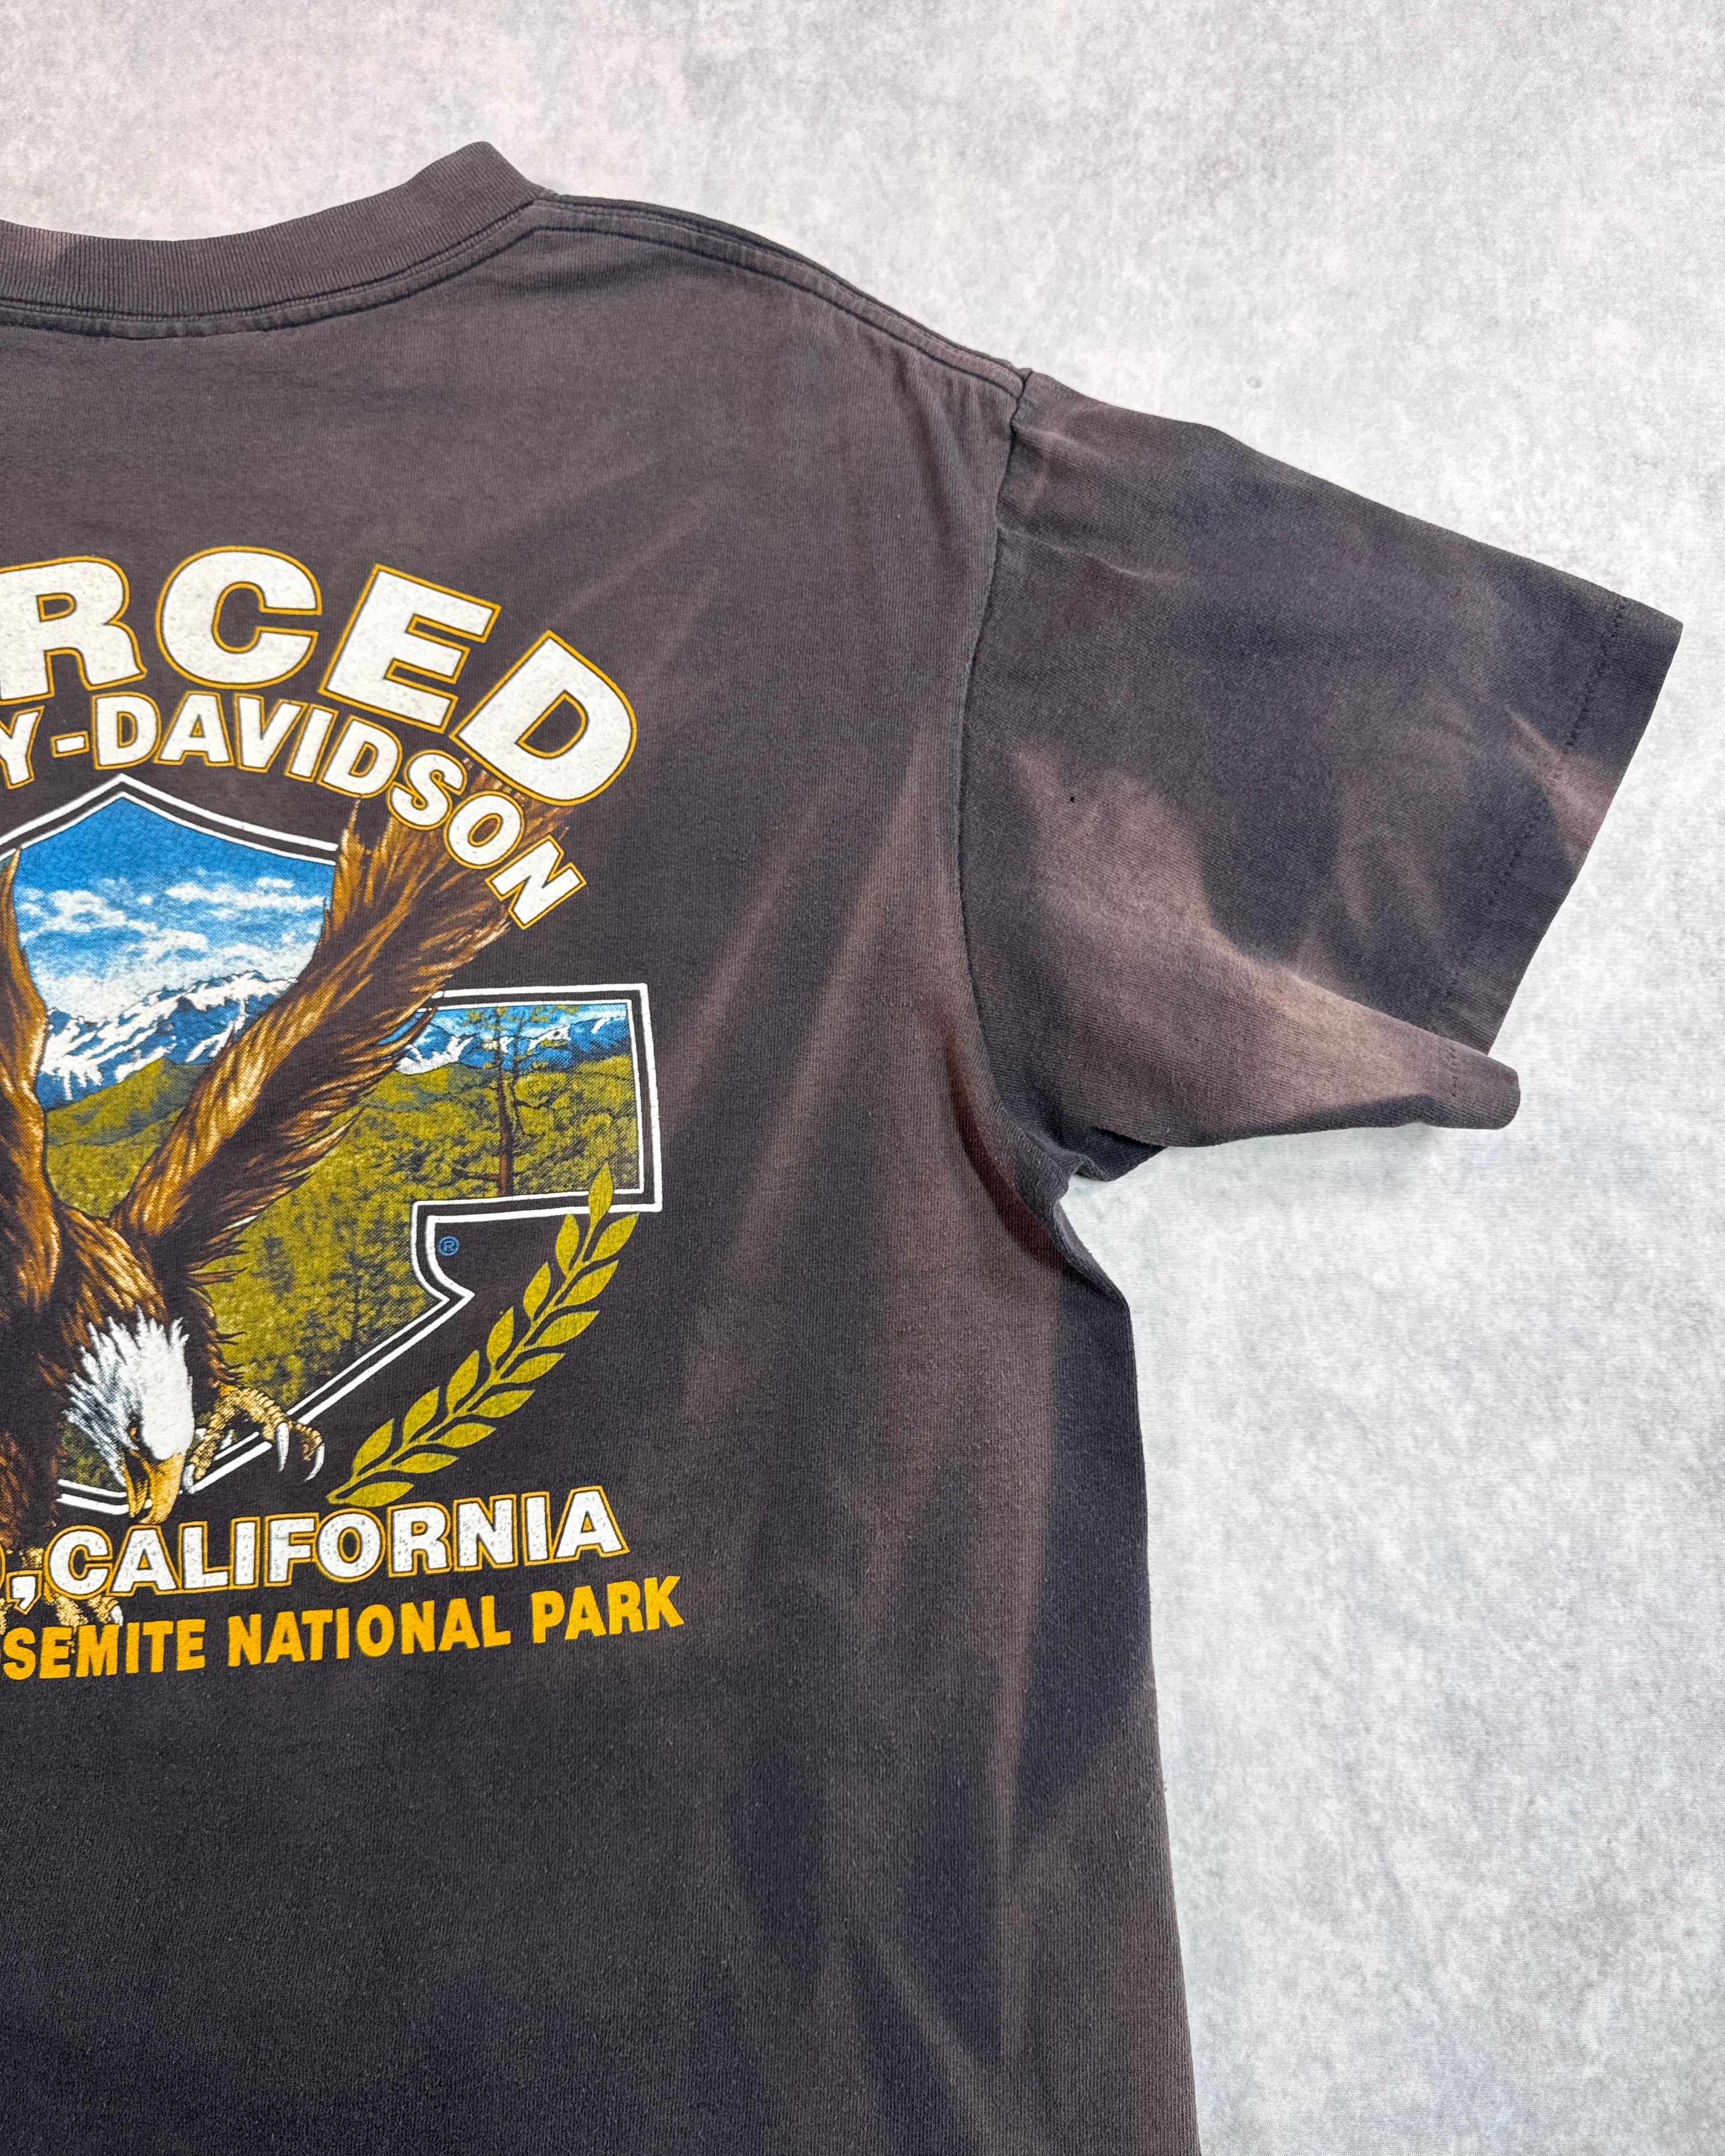 RCED
Y-DAVIDSON
®
,CALIFORNIA
SEMITE NATIONAL PARK